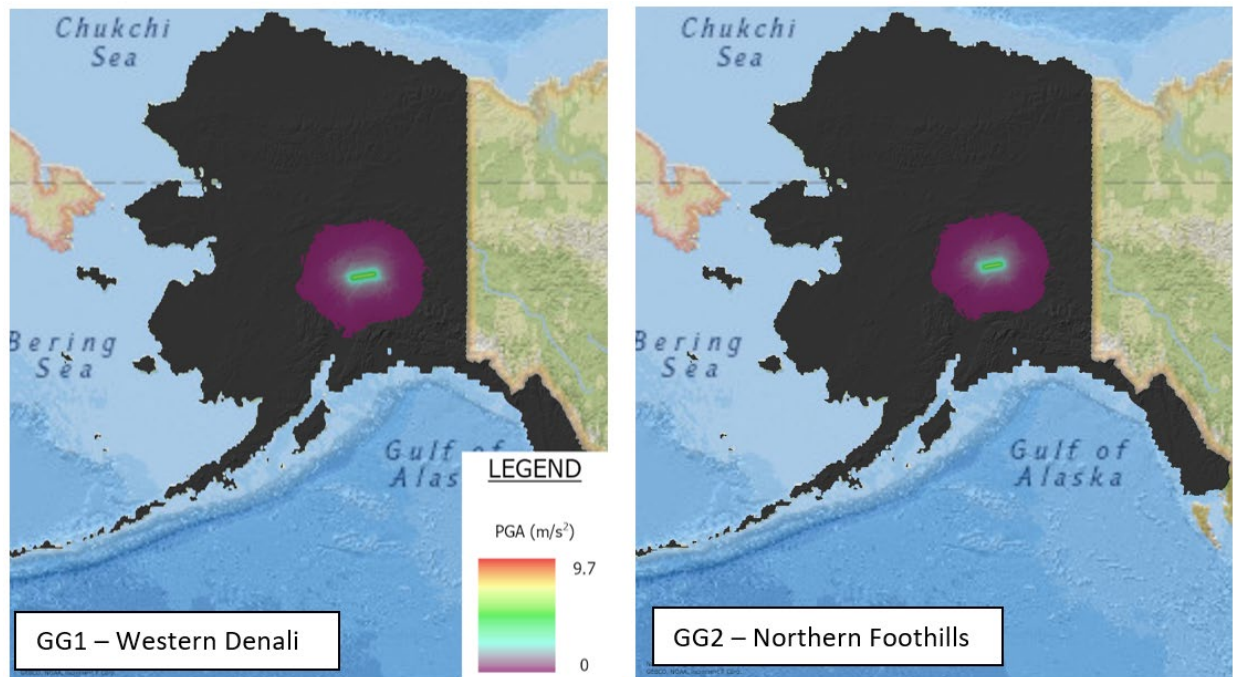 Chukchi
Sea
Bering
Sea
Gulf of
Alas
LEGEND
PGA (m/s²)
9.7
0
GG1 – Western Denali
Chukchi
Sea
Bering
Sea
Gulf of
Alaska
GG2 – Northern Foothills